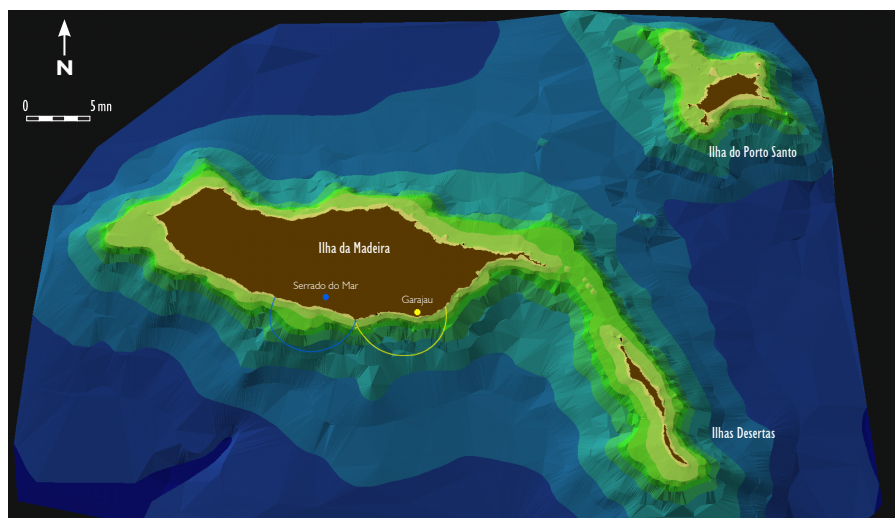 N
0 5 mn
Ilha do Porto Santo
Ilha da Madeira
Serrado do Mar
Garajau
Ilhas Desertas